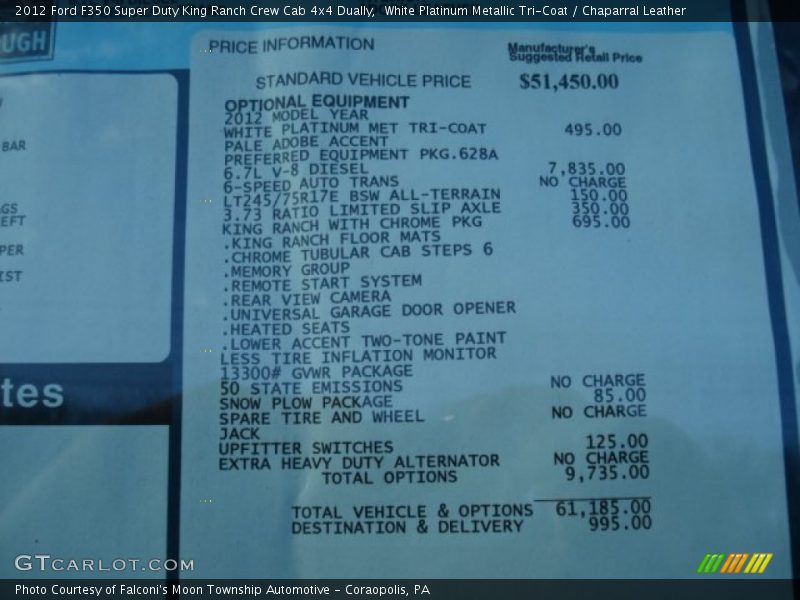 2012 Ford F350 Super Duty King Ranch Crew Cab 4x4 Dually,  White Platinum Metallic Tri-Coat / Chaparral Leather
UGH
BAR
GS
EFT
PER
IST
tes
PRICE INFORMATION
Manufacturer's
Suggested Retail Price
STANDARD VEHICLE PRICE $51,450.00
OPTIONAL EQUIPMENT
2012 MODEL YEAR
WHITE PLATINUM MET TRI-COAT 495.00
PALE ADOBE ACCENT
PREFERRED EQUIPMENT PKG.628A
6.7L V-8 DIESEL 7,835.00
6-SPEED AUTO TRANS NO CHARGE
LT245/75R17E BSW ALL-TERRAIN 150.00
3.73 RATIO LIMITED SLIP AXLE 350.00
KING RANCH WITH CHROME PKG 695.00
.KING RANCH FLOOR MATS
.CHROME TUBULAR CAB STEPS 6
.MEMORY GROUP
.REMOTE START SYSTEM
.REAR VIEW CAMERA
.UNIVERSAL GARAGE DOOR OPENER
.HEATED SEATS
.LOWER ACCENT TWO-TONE PAINT
LESS TIRE INFLATION MONITOR
13300# GVWR PACKAGE
50 STATE EMISSIONS NO CHARGE
SNOW PLOW PACKAGE 85.00
SPARE TIRE AND WHEEL NO CHARGE
JACK
UPFITTER SWITCHES 125.00
EXTRA HEAVY DUTY ALTERNATOR NO CHARGE
TOTAL OPTIONS 9,735.00
TOTAL VEHICLE & OPTIONS 61,185.00
DESTINATION & DELIVERY 995.00
GTCARLOT.COM
Photo Courtesy of Falconi's Moon Township Automotive - Coraopolis, PA